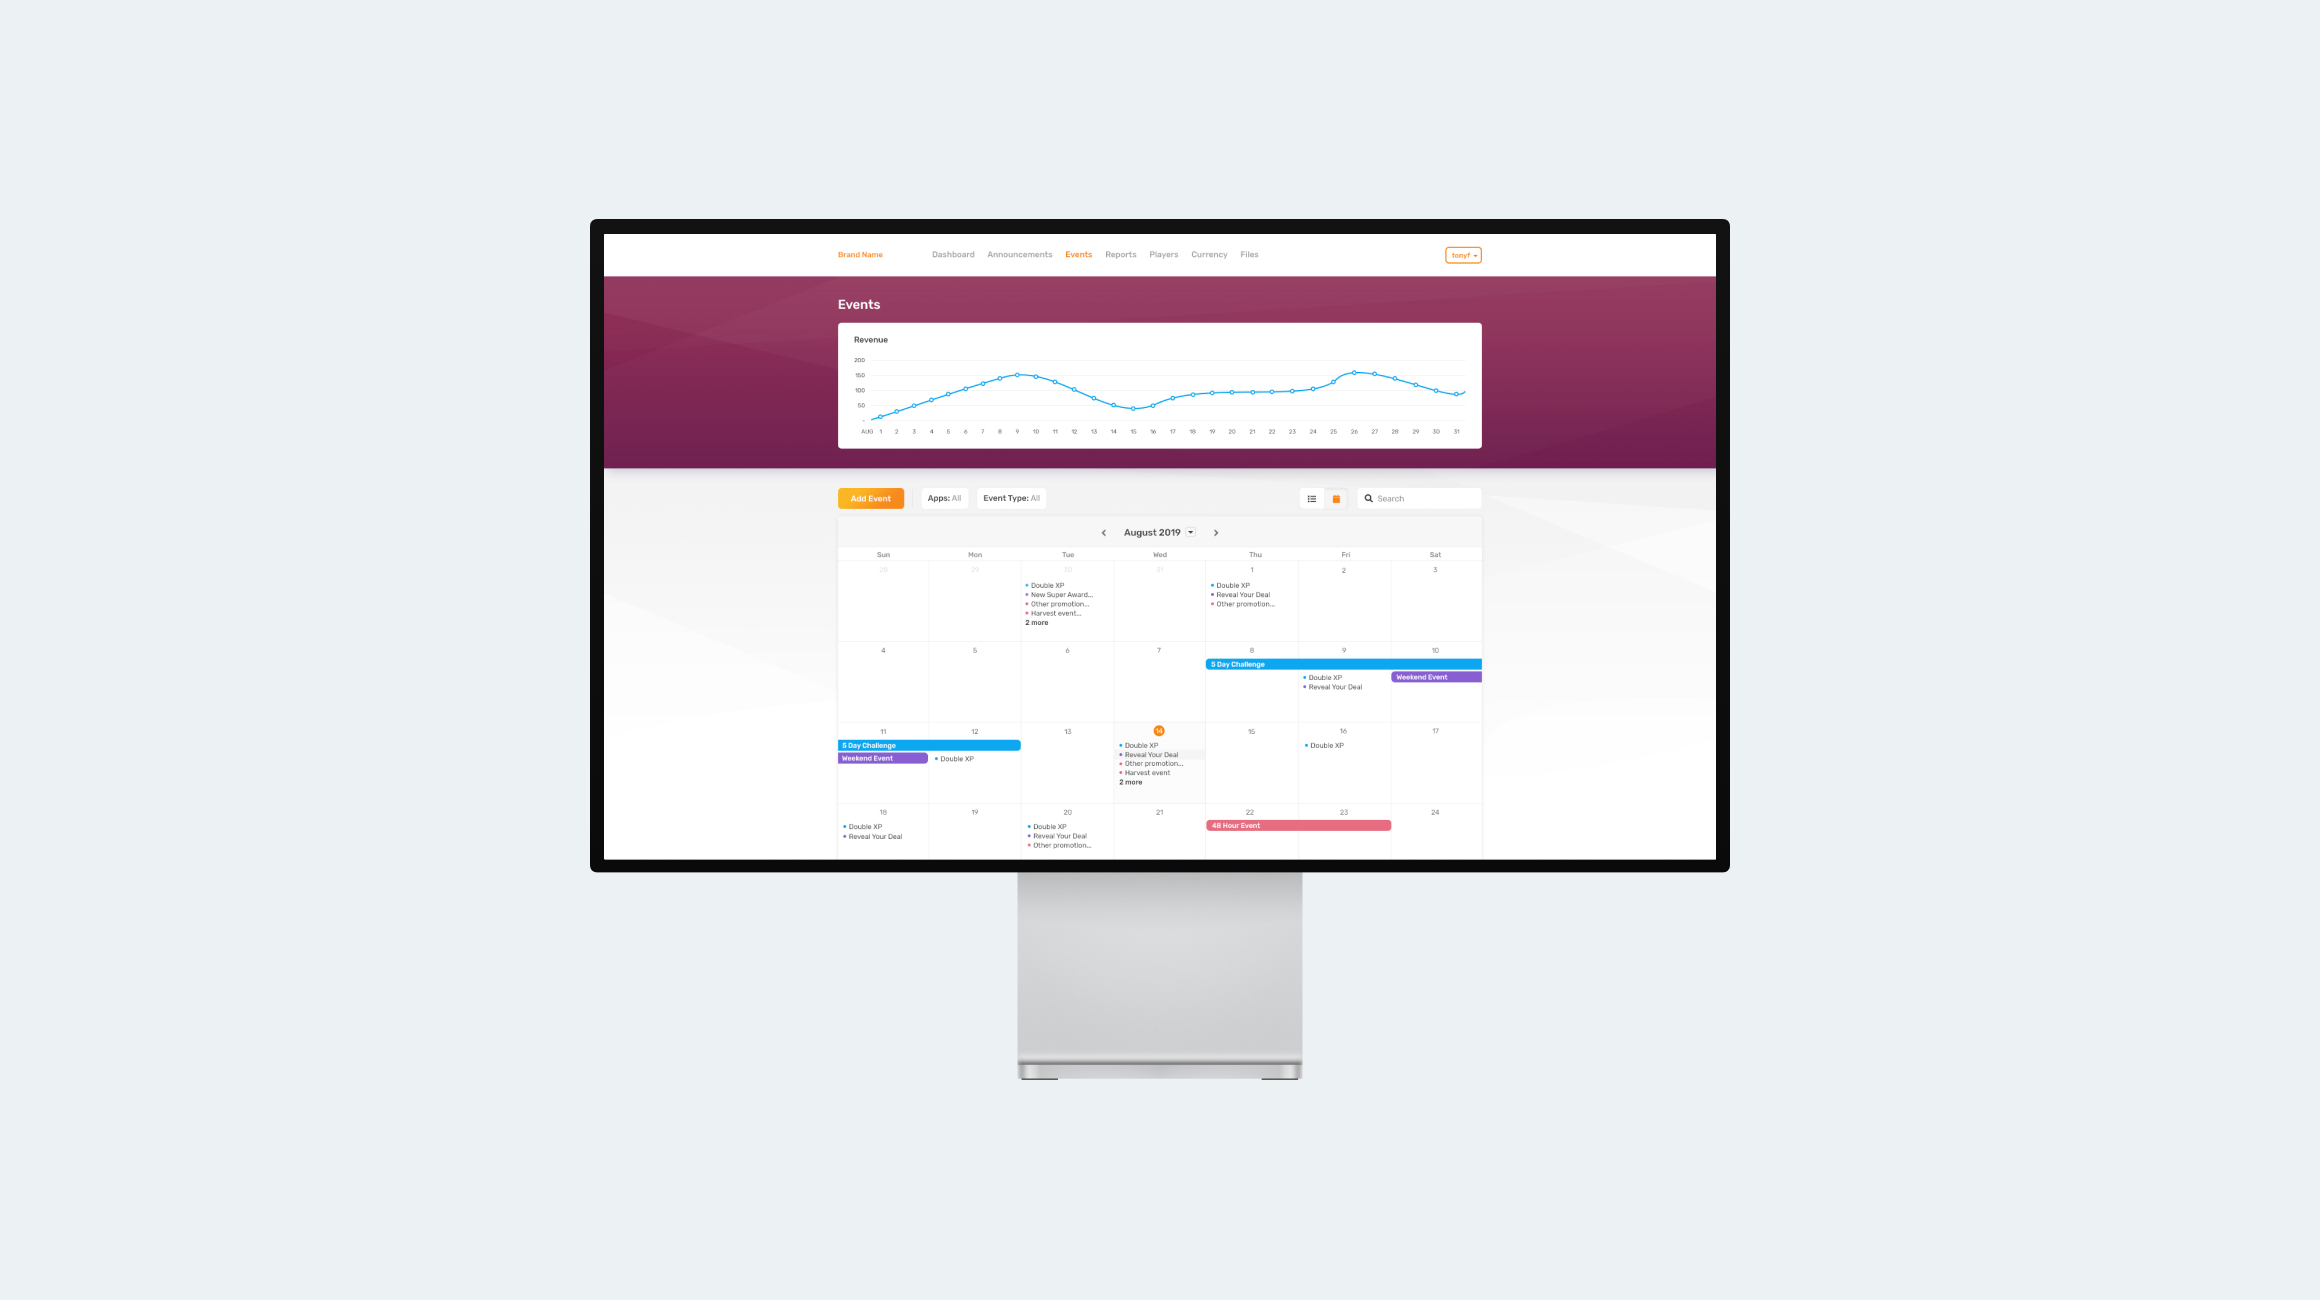 Brand Name Dashboard Announcements Events Reports Players Currency Files tonyf
Events
Revenue
200
150
100
50
-
AUG 1 2 3 4 5 6 7 8 9 10 11 12 13 14 15 16 17 18 19 20 21 22 23 24 25 26 27 28 29 30 31
Add Event Apps: All Event Type: All Search
August 2019
Sun Mon Tue Wed Thu Fri Sat
28 29 30 31 1 2 3
Double XP Double XP
New Super Award... Reveal Your Deal
Other promotion... Other promotion...
Harvest event...
2 more
4 5 6 7 8 9 10
5 Day Challenge
Double XP Weekend Event
Reveal Your Deal
11 12 13 14 15 16 17
5 Day Challenge Double XP Double XP
Weekend Event Double XP Reveal Your Deal
Other promotion...
Harvest event
2 more
18 19 20 21 22 23 24
Double XP Double XP 48 Hour Event
Reveal Your Deal Reveal Your Deal
Other promotion...